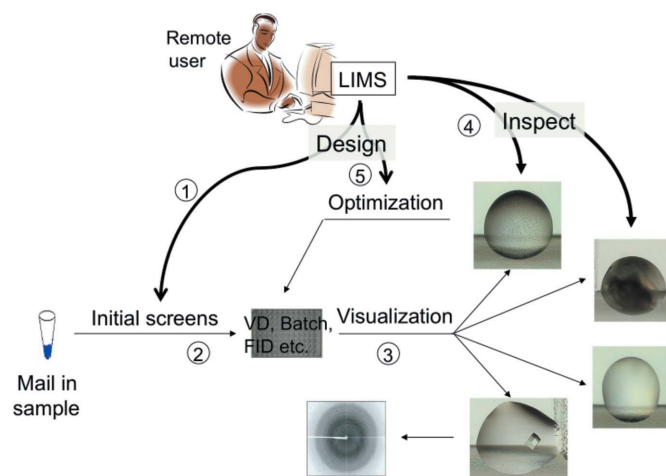 Remote
user
LIMS
Design
④
Inspect
①
⑤
Optimization
Initial screens
VD, Batch,
FID etc.
Visualization
②
③
Mail in
sample